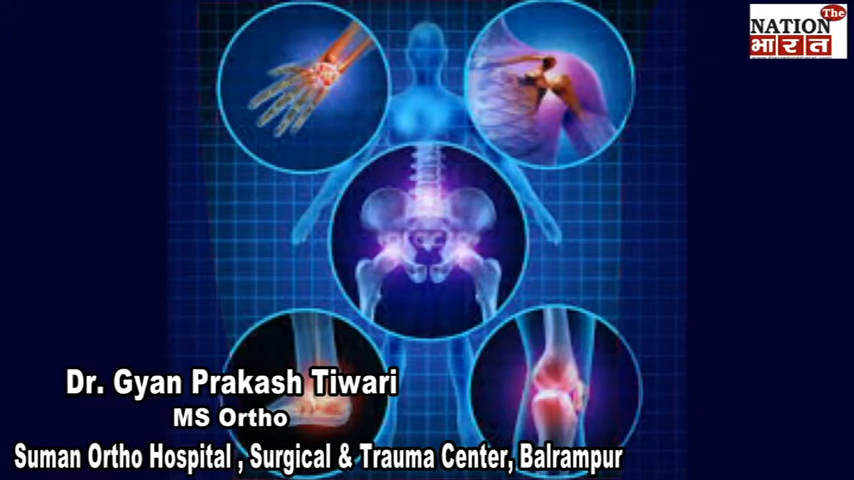 The
NATION
भारत
Dr. Gyan Prakash Tiwari
MS Ortho
Suman Ortho Hospital , Surgical & Trauma Center, Balrampur